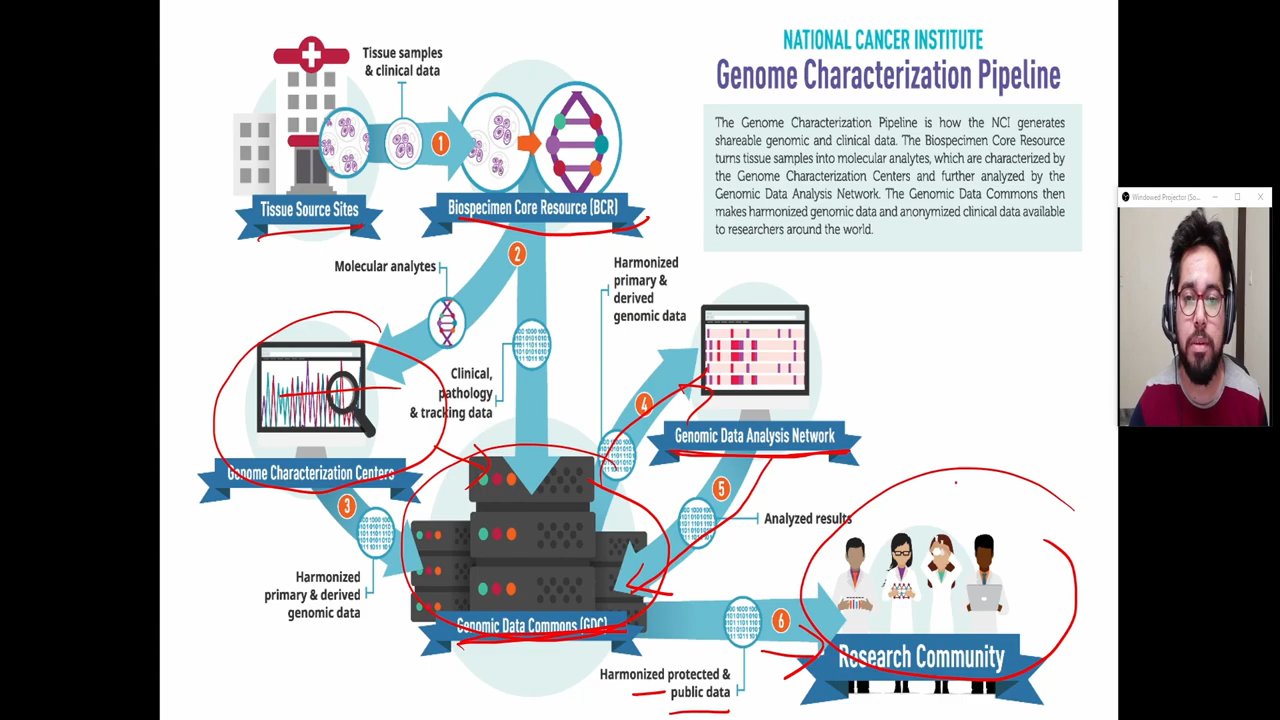 NATIONAL CANCER INSTITUTE
Genome Characterization Pipeline
The Genome Characterization Pipeline is how the NCI generates
shareable genomic and clinical data. The Biospecimen Core Resource
turns tissue samples into molecular analytes, which are characterized by
the Genome Characterization Centers and further analyzed by the
Genomic Data Analysis Network. The Genomic Data Commons then
makes harmonized genomic data and anonymized clinical data available
to researchers around the world.
Tissue samples
& clinical data
1
Tissue Source Sites
Biospecimen Core Resource (BCR)
2
Molecular analytes
Clinical,
pathology
& tracking data
Harmonized
primary &
derived
genomic data
4
Genome Characterization Centers
Genomic Data Analysis Network
3
5
Analyzed results
Harmonized
primary & derived
genomic data
Genomic Data Commons (GDC)
6
Harmonized protected &
public data
Research Community
Windowed Projector (So...